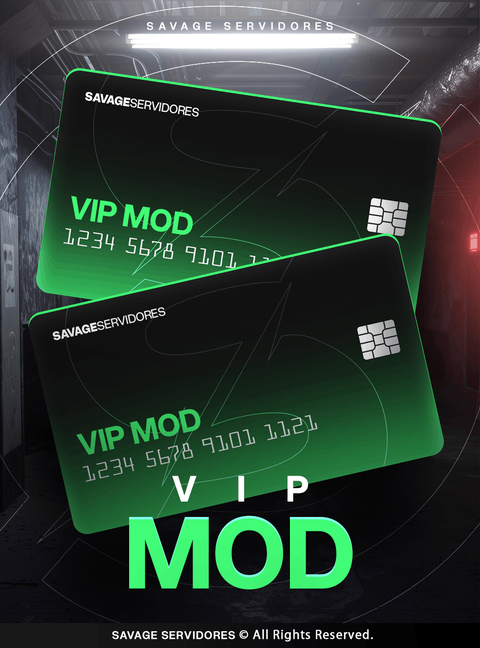 SAVAGE SERVIDORES
SAVAGESERVIDORES
VIP MOD
1234 5678 9101
SAVAGESERVIDORES
VIP MOD
1234 5678 9101 1121
VIP
MOD
SAVAGE SERVIDORES © All Rights Reserved.